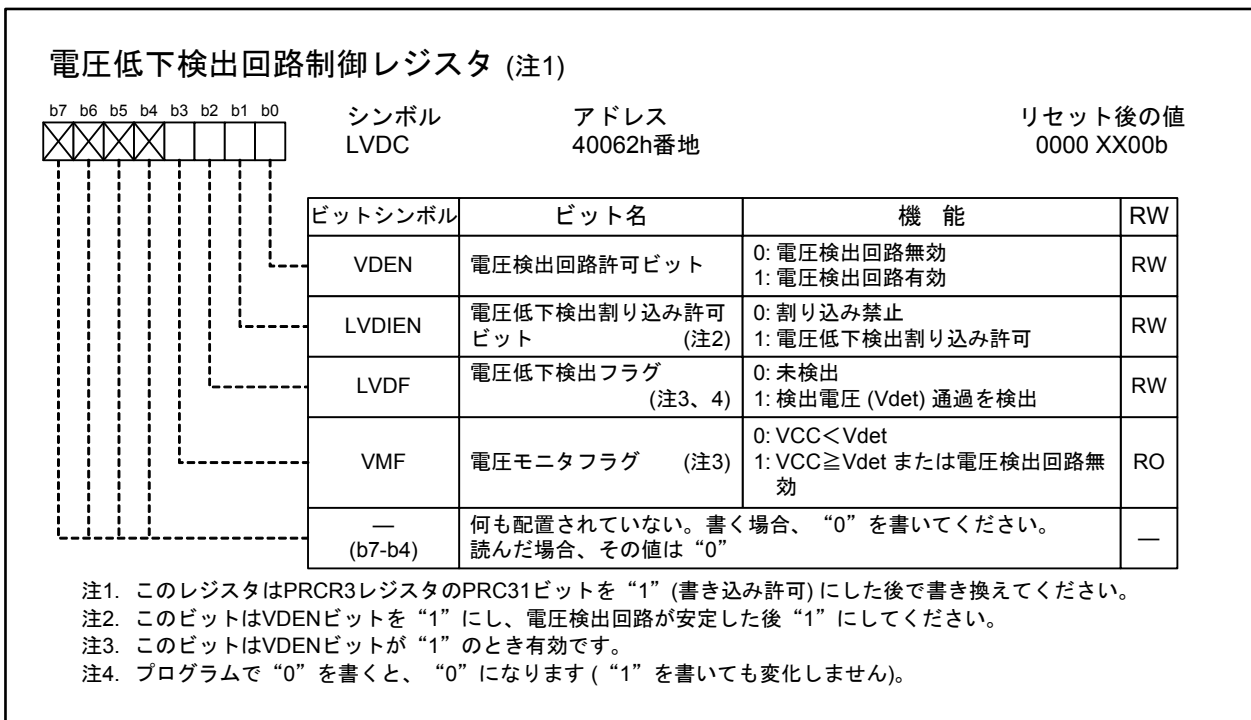 電圧低下検出回路制御レジスタ (注1)
b7 b6 b5 b4 b3 b2 b1 b0
シンボル アドレス リセット後の値
LVDC 40062h番地 0000 XX00b
ビットシンボル ビット名 機 能 RW
VDEN 電圧検出回路許可ビット 0: 電圧検出回路無効 RW
1: 電圧検出回路有効
LVDIEN 電圧低下検出割り込み許可 0: 割り込み禁止 RW
ビット (注2) 1: 電圧低下検出割り込み許可
LVDF 電圧低下検出フラグ 0: 未検出 RW
(注3、4) 1: 検出電圧 (Vdet) 通過を検出
VMF 電圧モニタフラグ (注3) 0: VCC<Vdet RO
1: VCC≧Vdet または電圧検出回路無
効
— 何も配置されていない。書く場合、“0”を書いてください。 —
(b7-b4) 読んだ場合、その値は“0”
注1. このレジスタはPRCR3レジスタのPRC31ビットを“1”(書き込み許可) にした後で書き換えてください。
注2. このビットはVDENビットを“1”にし、電圧検出回路が安定した後“1”にしてください。
注3. このビットはVDENビットが“1”のとき有効です。
注4. プログラムで“0”を書くと、“0”になります (“1”を書いても変化しません)。